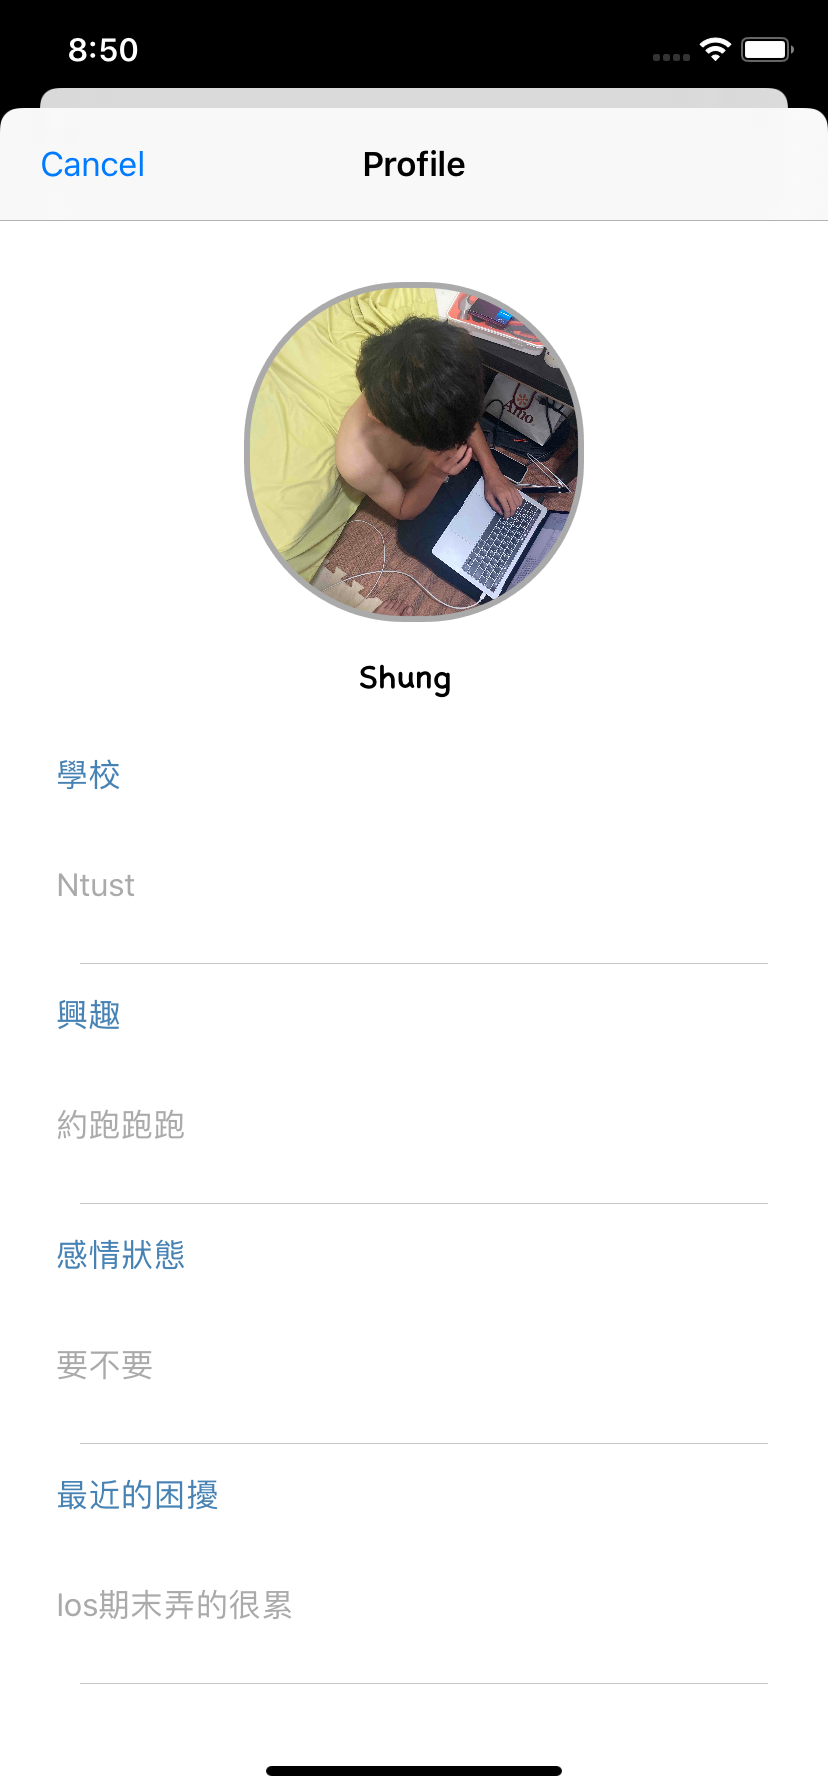 8:50
Cancel
Profile
Amo
Shung
學校
Ntust
興趣
約跑跑跑
感情狀態
要不要
最近的困擾
Ios期末弄的很累